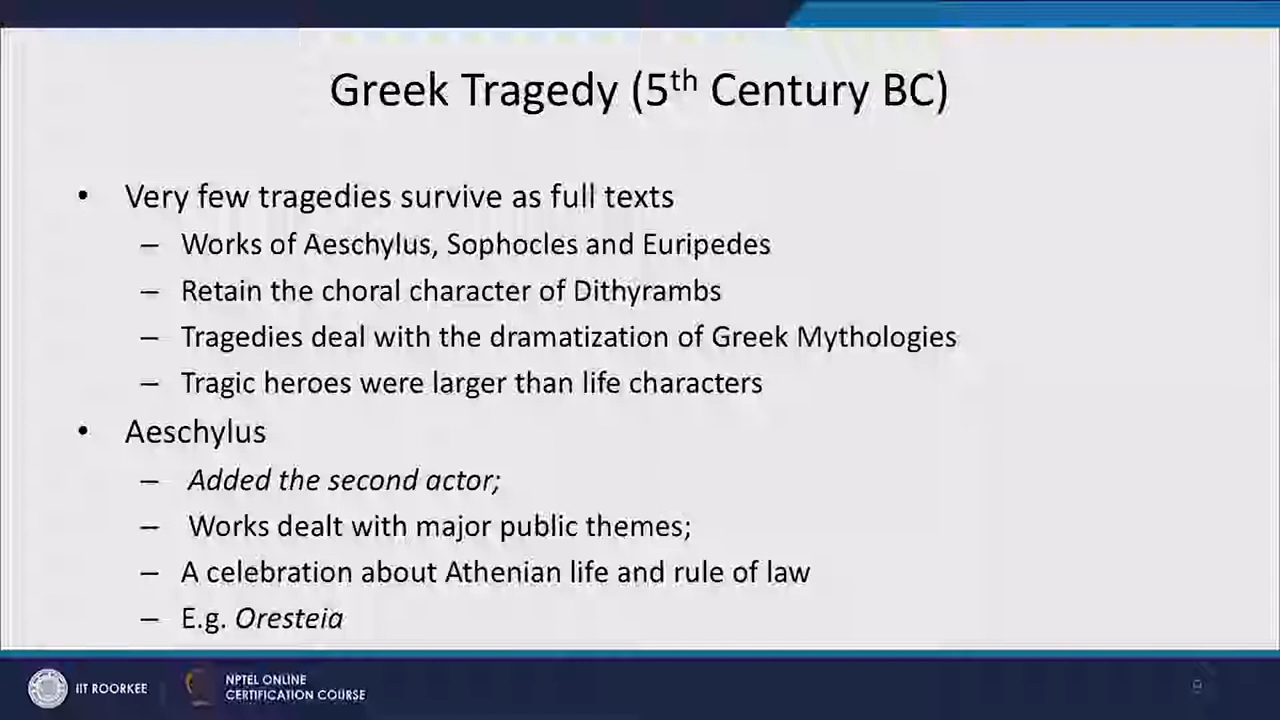 Greek Tragedy (5th Century BC)
• Very few tragedies survive as full texts
– Works of Aeschylus, Sophocles and Euripedes
– Retain the choral character of Dithyrambs
– Tragedies deal with the dramatization of Greek Mythologies
– Tragic heroes were larger than life characters
• Aeschylus
– Added the second actor;
– Works dealt with major public themes;
– A celebration about Athenian life and rule of law
– E.g. Oresteia
IIT ROORKEE
NPTEL ONLINE
CERTIFICATION COURSE